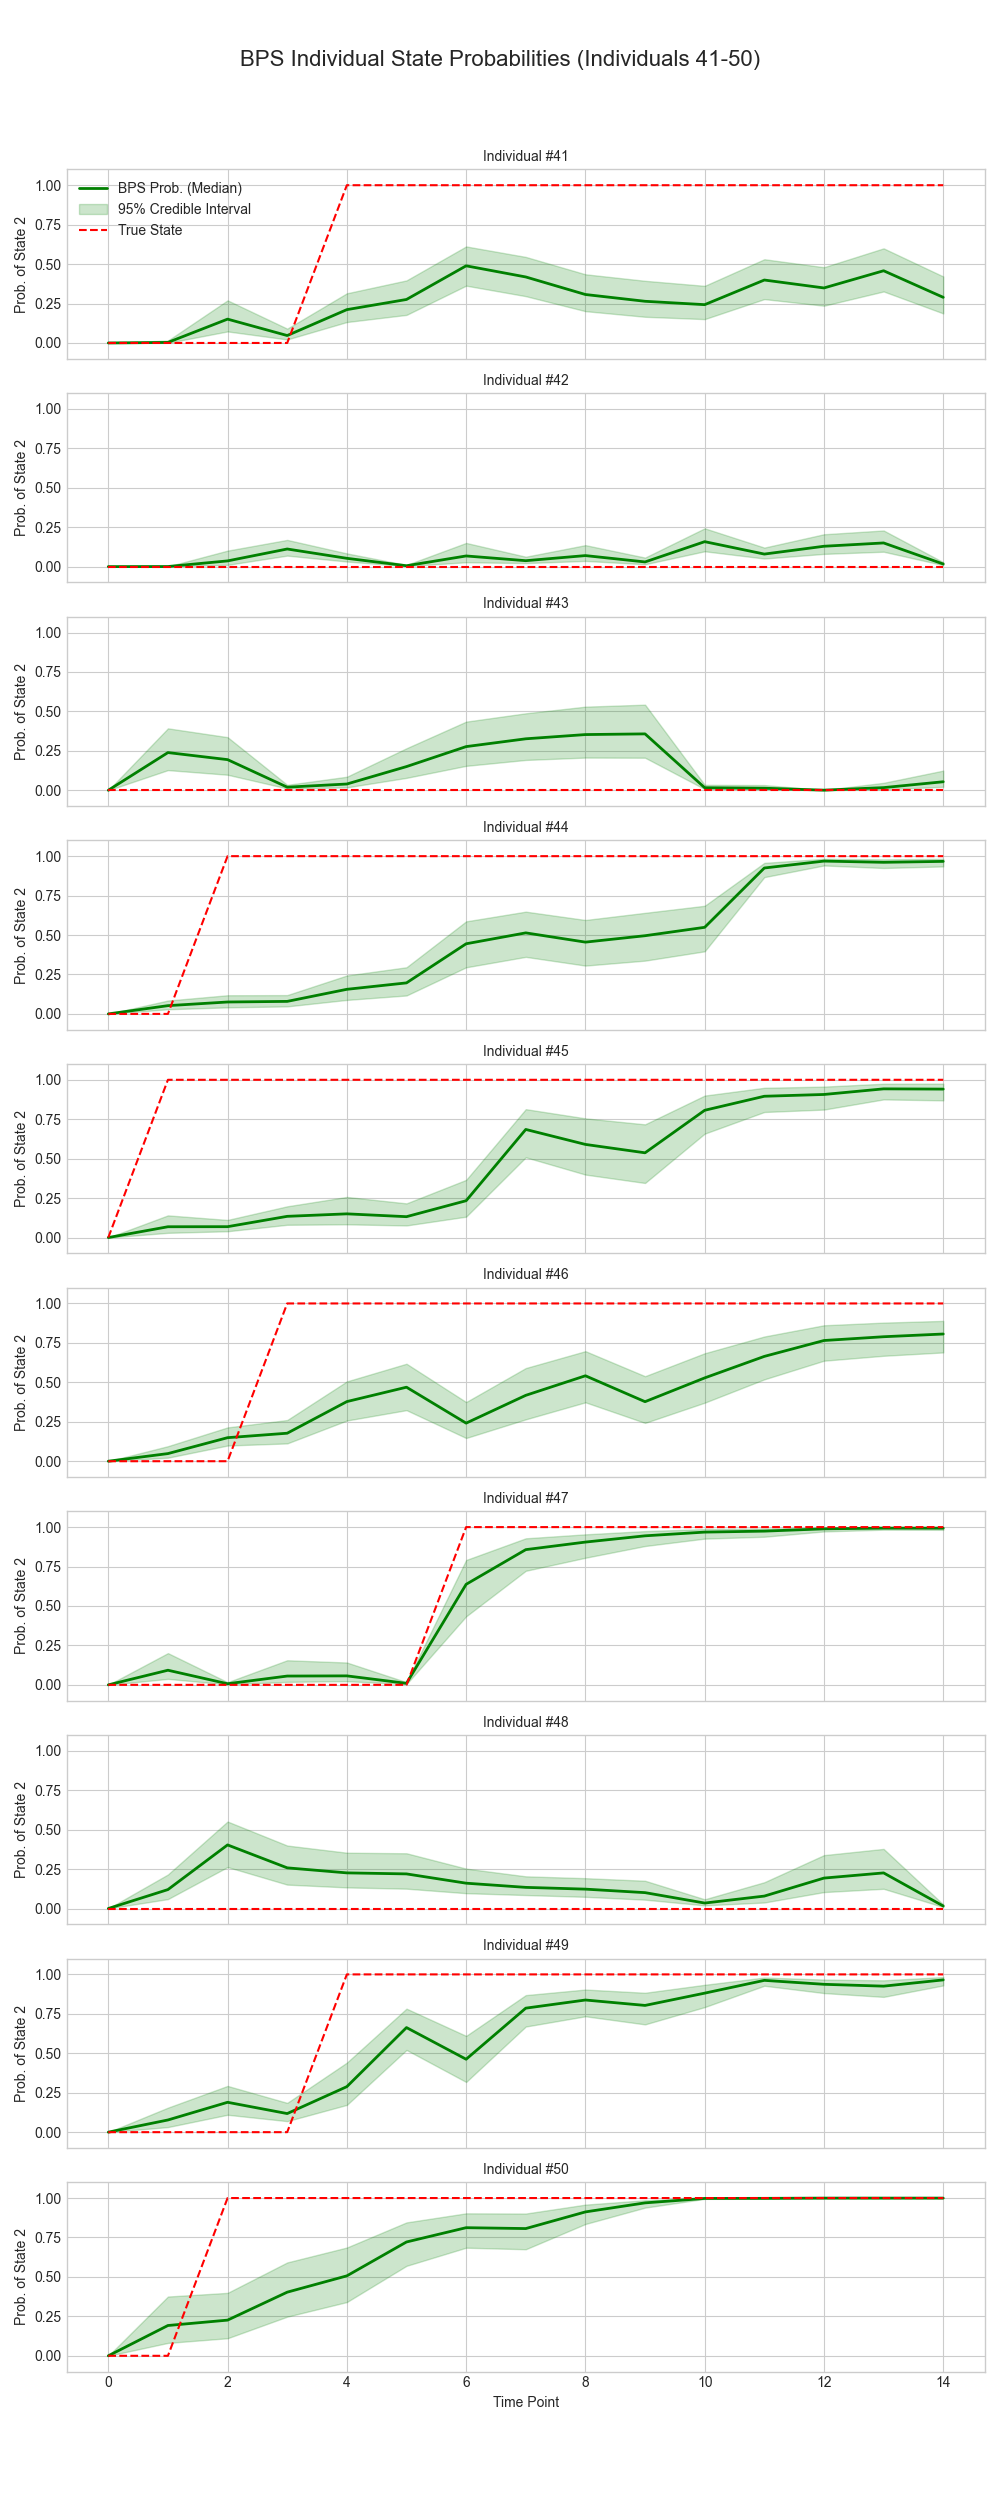 BPS Individual State Probabilities (Individuals 41-50)
Individual #41
Prob. of State 2
1.00
0.75
0.50
0.25
0.00
BPS Prob. (Median)
95% Credible Interval
True State
Individual #42
Prob. of State 2
1.00
0.75
0.50
0.25
0.00
Individual #43
Prob. of State 2
1.00
0.75
0.50
0.25
0.00
Individual #44
Prob. of State 2
1.00
0.75
0.50
0.25
0.00
Individual #45
Prob. of State 2
1.00
0.75
0.50
0.25
0.00
Individual #46
Prob. of State 2
1.00
0.75
0.50
0.25
0.00
Individual #47
Prob. of State 2
1.00
0.75
0.50
0.25
0.00
Individual #48
Prob. of State 2
1.00
0.75
0.50
0.25
0.00
Individual #49
Prob. of State 2
1.00
0.75
0.50
0.25
0.00
Individual #50
Prob. of State 2
1.00
0.75
0.50
0.25
0.00
0 2 4 6 8 10 12 14
Time Point